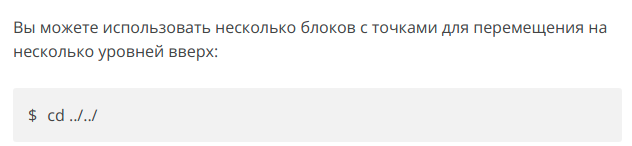 Вы можете использовать несколько блоков с точками для перемещения на
несколько уровней вверх:
$ cd ../../